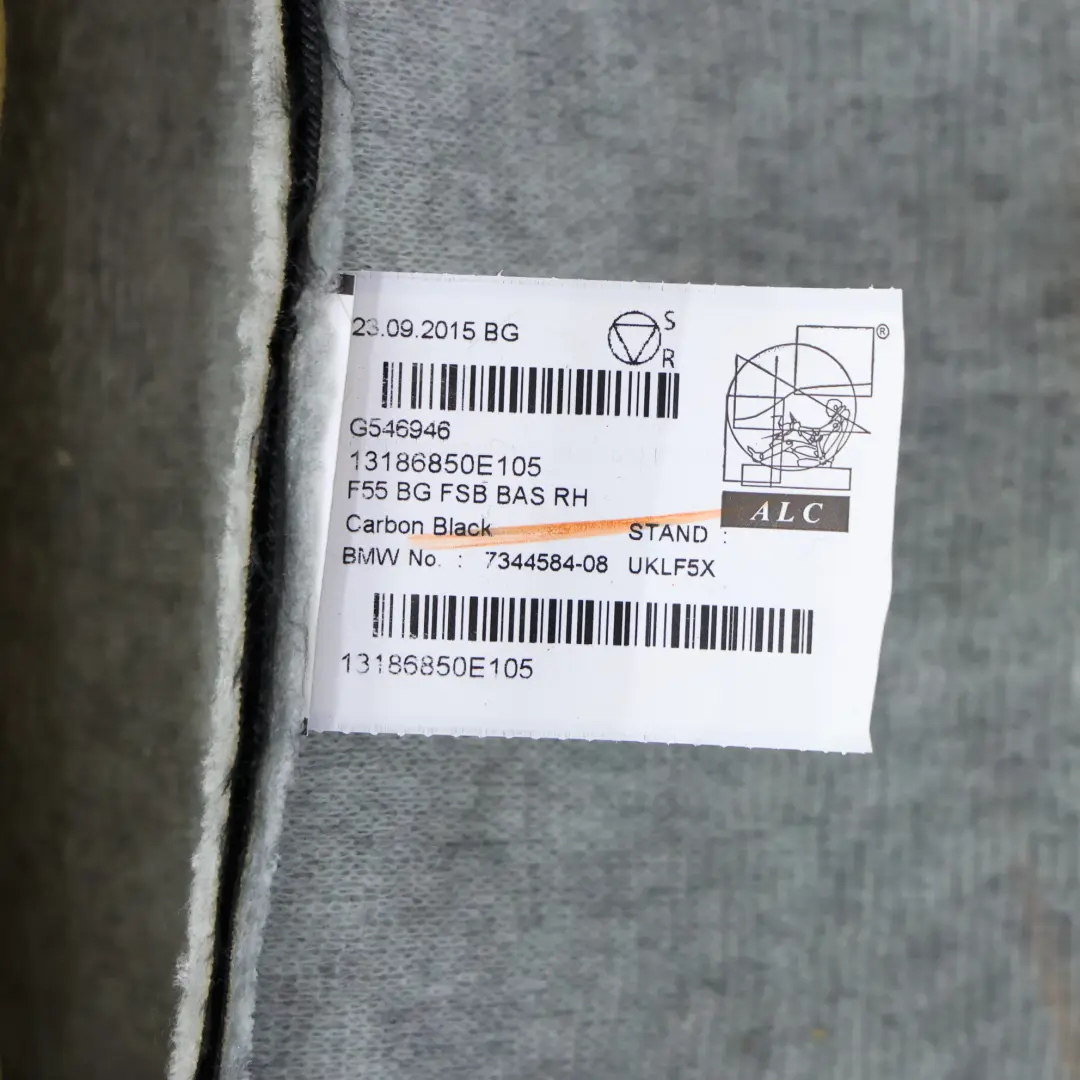 23.09.2015 BG
S
R
®
G546946
13186850E105
F55 BG FSB BAS RH
ALC
Carbon Black STAND :
BMW No. : 7344584-08 UKLF5X
13186850E105